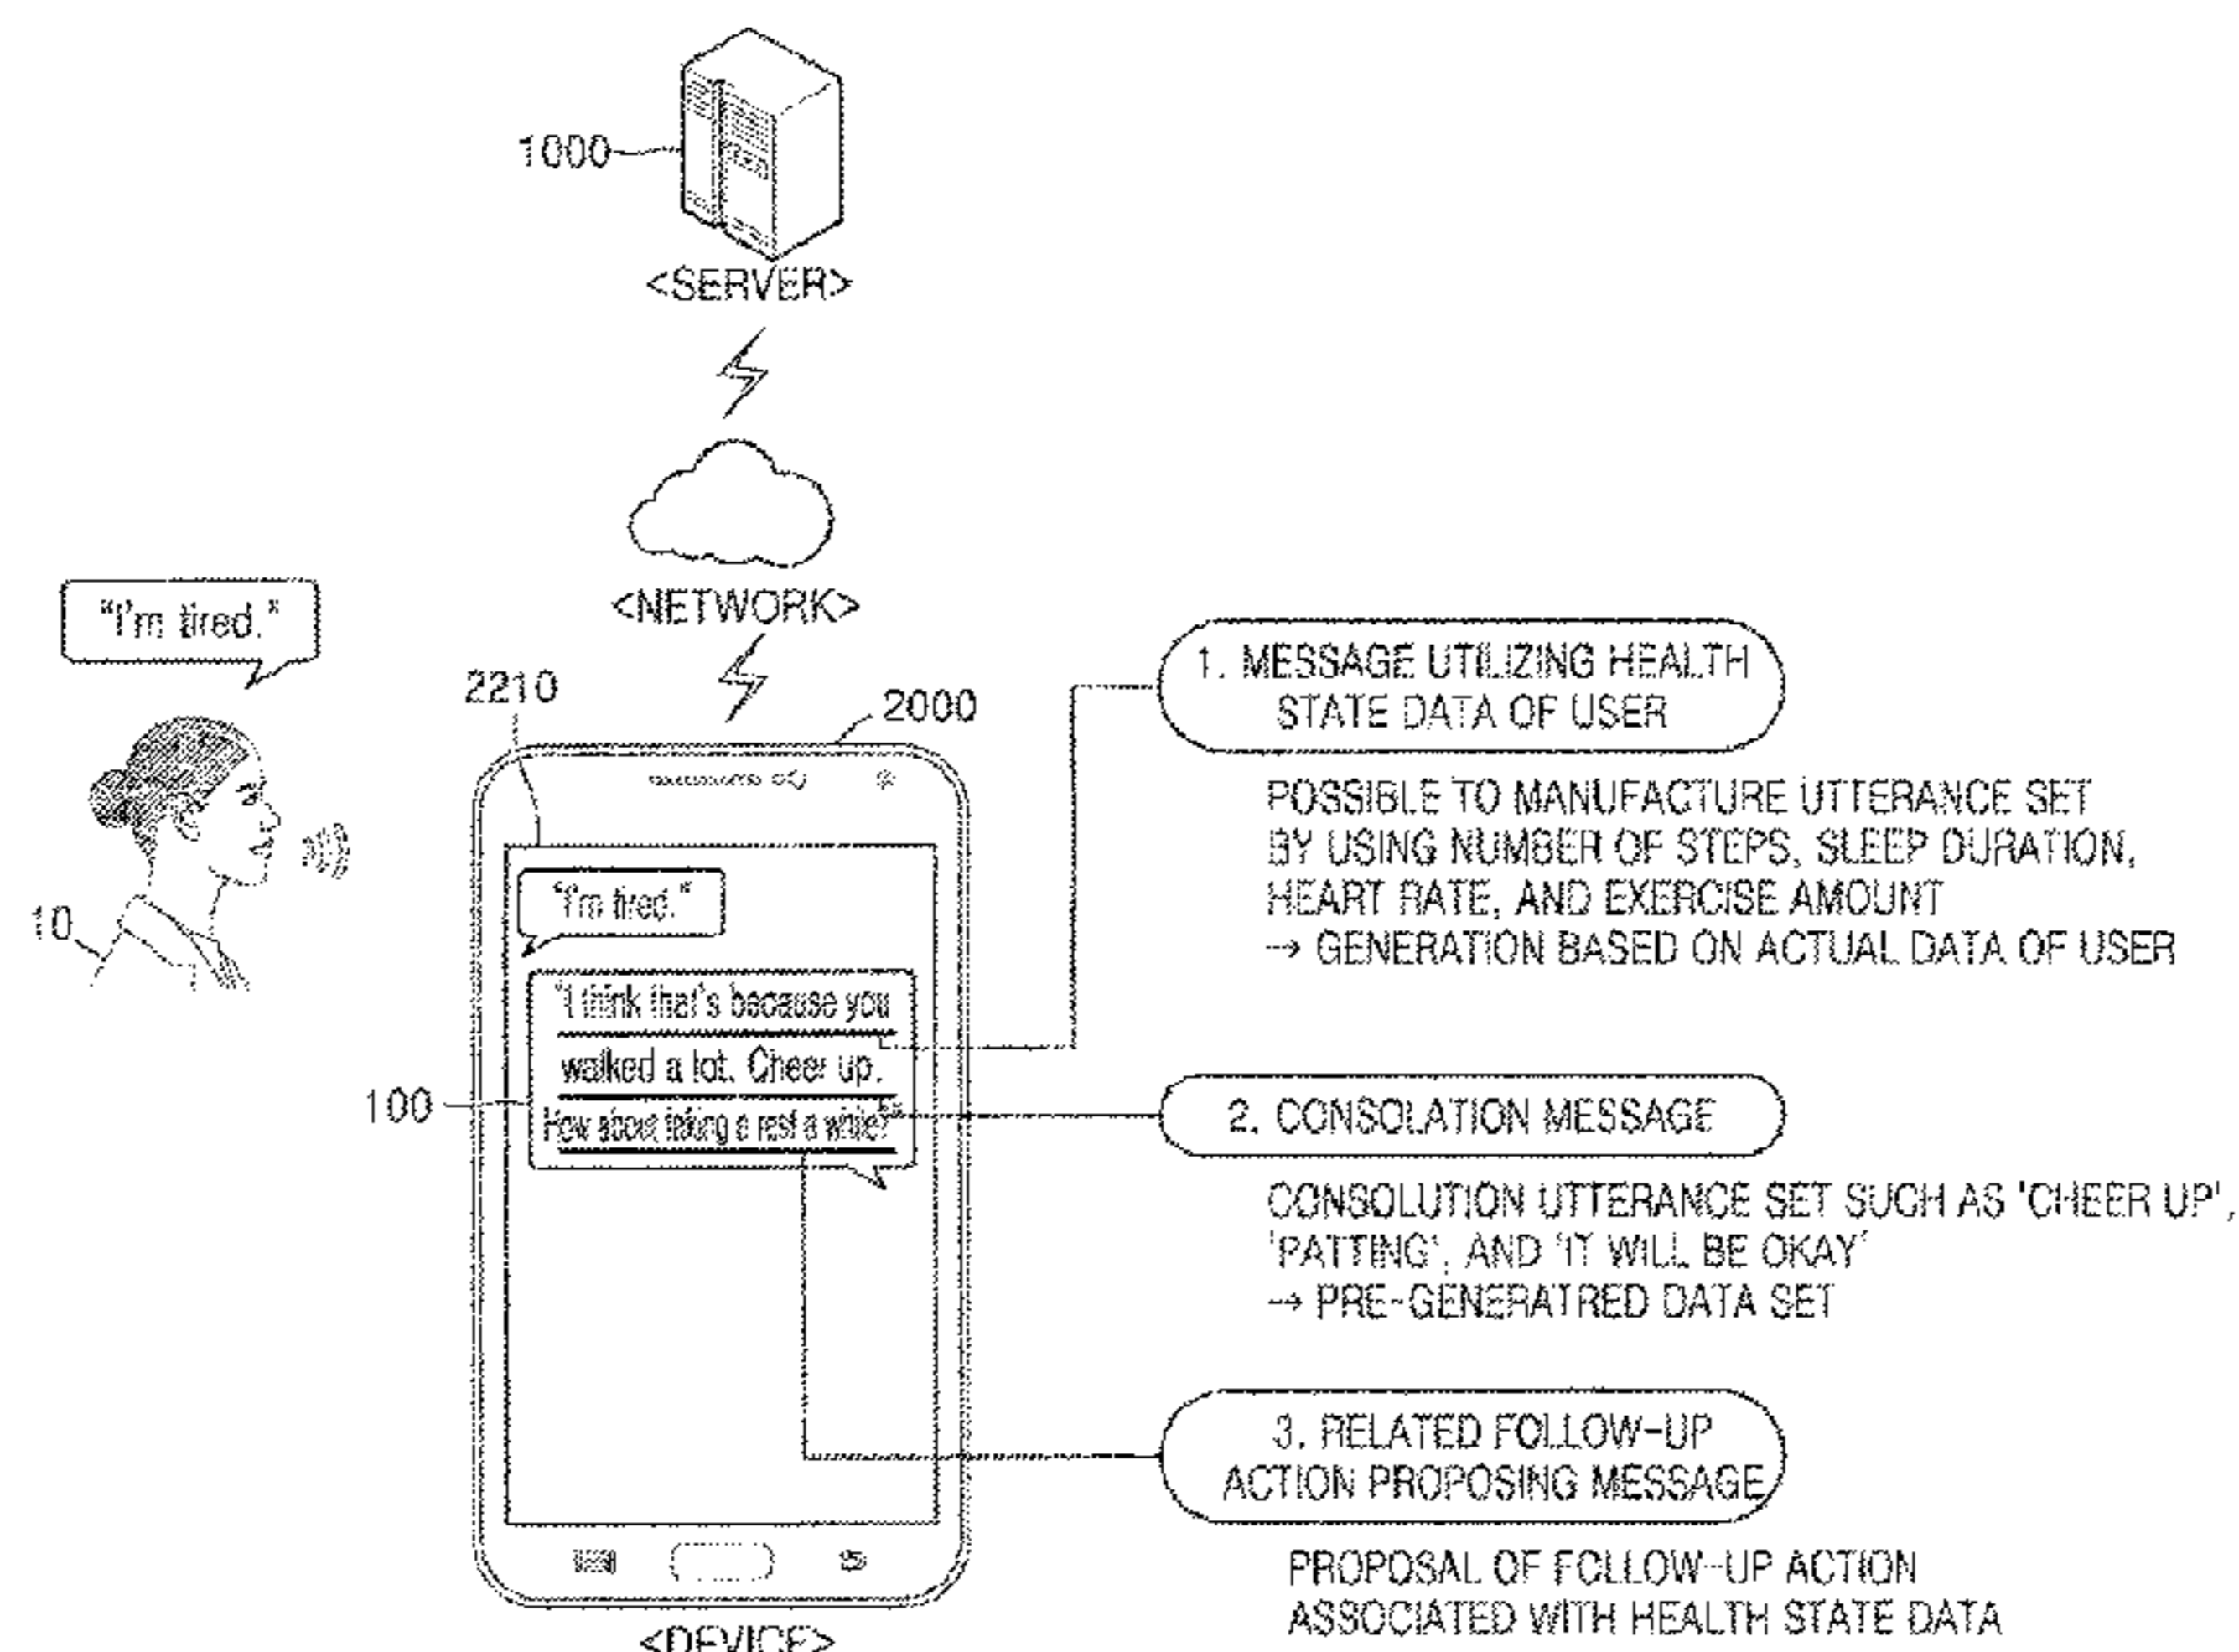 1000
<SERVER>
<NETWORK>
"I'm tired."
10
2210
2000
"I'm tired."
"I think that's because you
walked a lot. Cheer up.
How about taking a rest a while?"
100
<DEVICE>
1. MESSAGE UTILIZING HEALTH
STATE DATA OF USER
POSSIBLE TO MANUFACTURE UTTERANCE SET
BY USING NUMBER OF STEPS, SLEEP DURATION,
HEART RATE, AND EXERCISE AMOUNT
→ GENERATION BASED ON ACTUAL DATA OF USER
2. CONSOLATION MESSAGE
CONSOLUTION UTTERANCE SET SUCH AS 'CHEER UP',
'PATTING', AND 'IT WILL BE OKAY'
→ PRE-GENERATRED DATA SET
3. RELATED FOLLOW-UP
ACTION PROPOSING MESSAGE
PROPOSAL OF FOLLOW-UP ACTION
ASSOCIATED WITH HEALTH STATE DATA